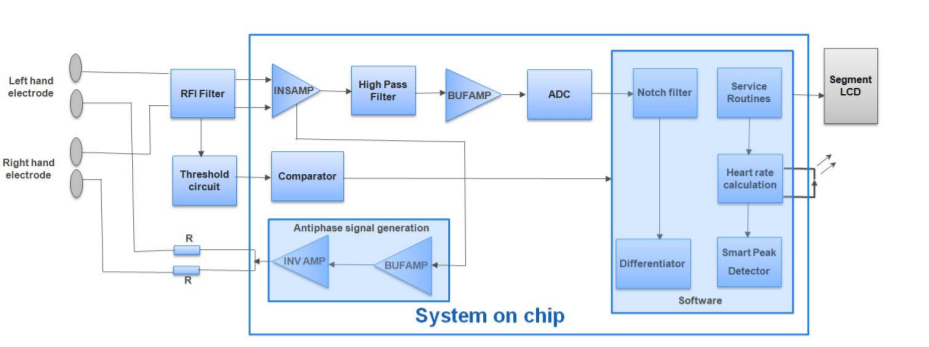 Left hand
electrode
Right hand
electrode
RFI Filter
Threshold
circuit
INSAMP
High Pass
Filter
BUFAMP
ADC
Comparator
Notch filter
Service
Routines
Heart rate
calculation
Differentiator
Smart Peak
Detector
Software
Segment
LCD
Antiphase signal generation
INV AMP
BUFAMP
R
R
System on chip